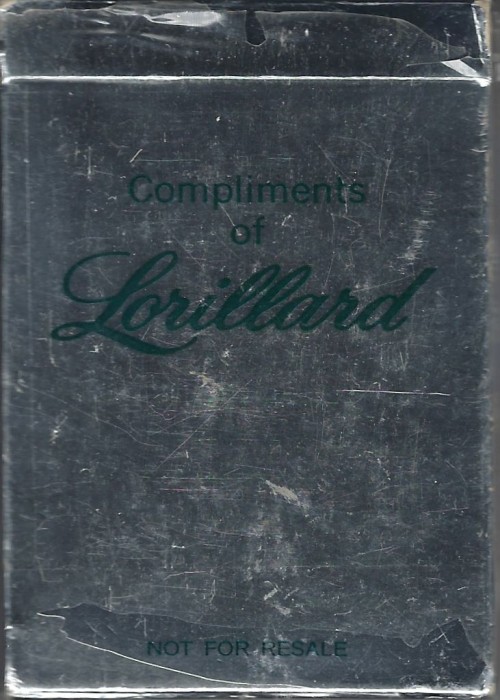 Compliments
of
Lorillard
NOT FOR RESALE